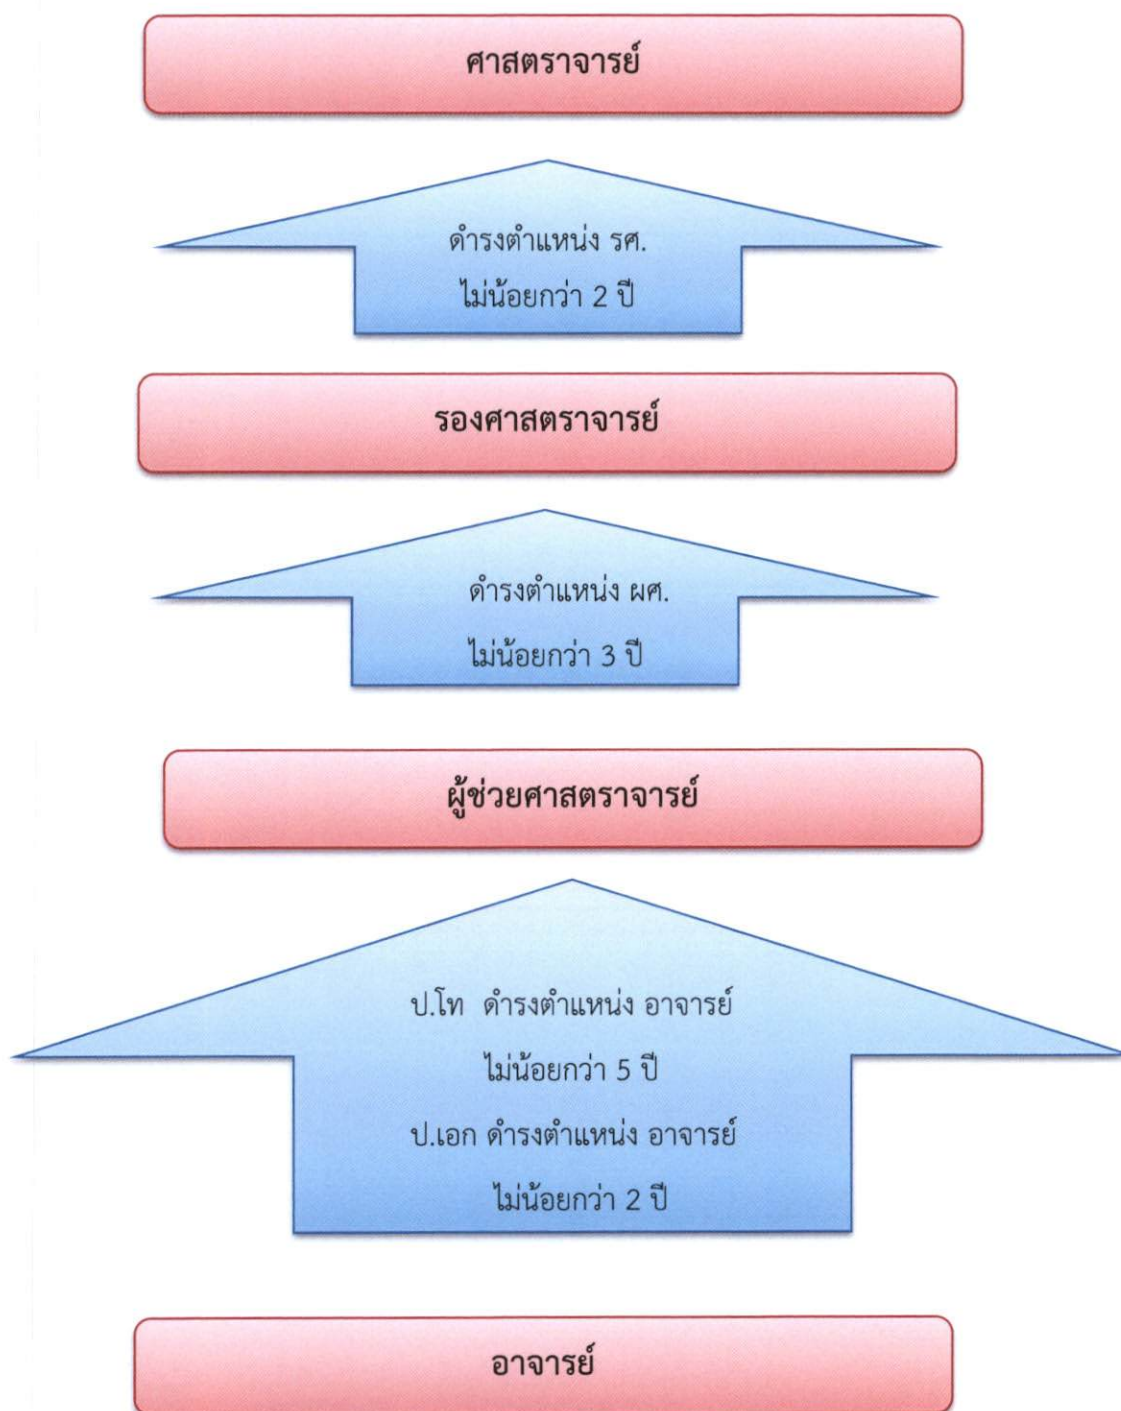 ศาสตราจารย์
ดำรงตำแหน่ง รศ.
ไม่น้อยกว่า 2 ปี
รองศาสตราจารย์
ดำรงตำแหน่ง ผศ.
ไม่น้อยกว่า 3 ปี
ผู้ช่วยศาสตราจารย์
ป.โท ดำรงตำแหน่ง อาจารย์
ไม่น้อยกว่า 5 ปี
ป.เอก ดำรงตำแหน่ง อาจารย์
ไม่น้อยกว่า 2 ปี
อาจารย์